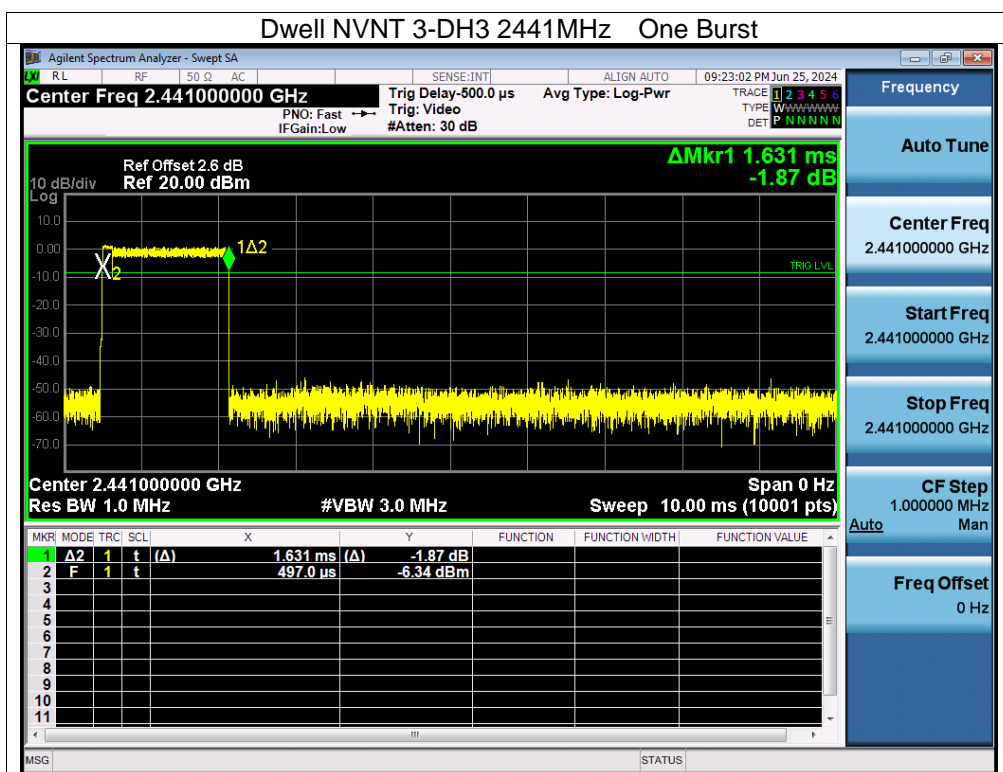 Dwell NVNT 3-DH3 2441MHz One Burst
Agilent Spectrum Analyzer - Swept SA
LXI RL RF 50 Ω AC SENSE:INT ALIGN AUTO 09:23:02 PM Jun 25, 2024
Center Freq 2.441000000 GHz
PNO: Fast
IFGain:Low
Trig Delay-500.0 µs
Trig: Video
#Atten: 30 dB
Avg Type: Log-Pwr
TRACE 1 2 3 4 5 6
TYPE WWWWWW
DET P N N N N N
ΔMkr1 1.631 ms
-1.87 dB
Ref Offset 2.6 dB
10 dB/div Ref 20.00 dBm
Log
10.0
0.00
-10.0
-20.0
-30.0
-40.0
-50.0
-60.0
-70.0
1Δ2
2
TRIG LVL
Center 2.441000000 GHz Span 0 Hz
Res BW 1.0 MHz #VBW 3.0 MHz Sweep 10.00 ms (10001 pts)
MKR MODE TRC SCL X Y FUNCTION FUNCTION WIDTH FUNCTION VALUE
1 Δ2 1 t (Δ) 1.631 ms (Δ) -1.87 dB
2 F 1 t 497.0 µs -6.34 dBm
3
4
5
6
7
8
9
10
11
MSG STATUS
Frequency
Auto Tune
Center Freq
2.441000000 GHz
Start Freq
2.441000000 GHz
Stop Freq
2.441000000 GHz
CF Step
1.000000 MHz
Auto Man
Freq Offset
0 Hz